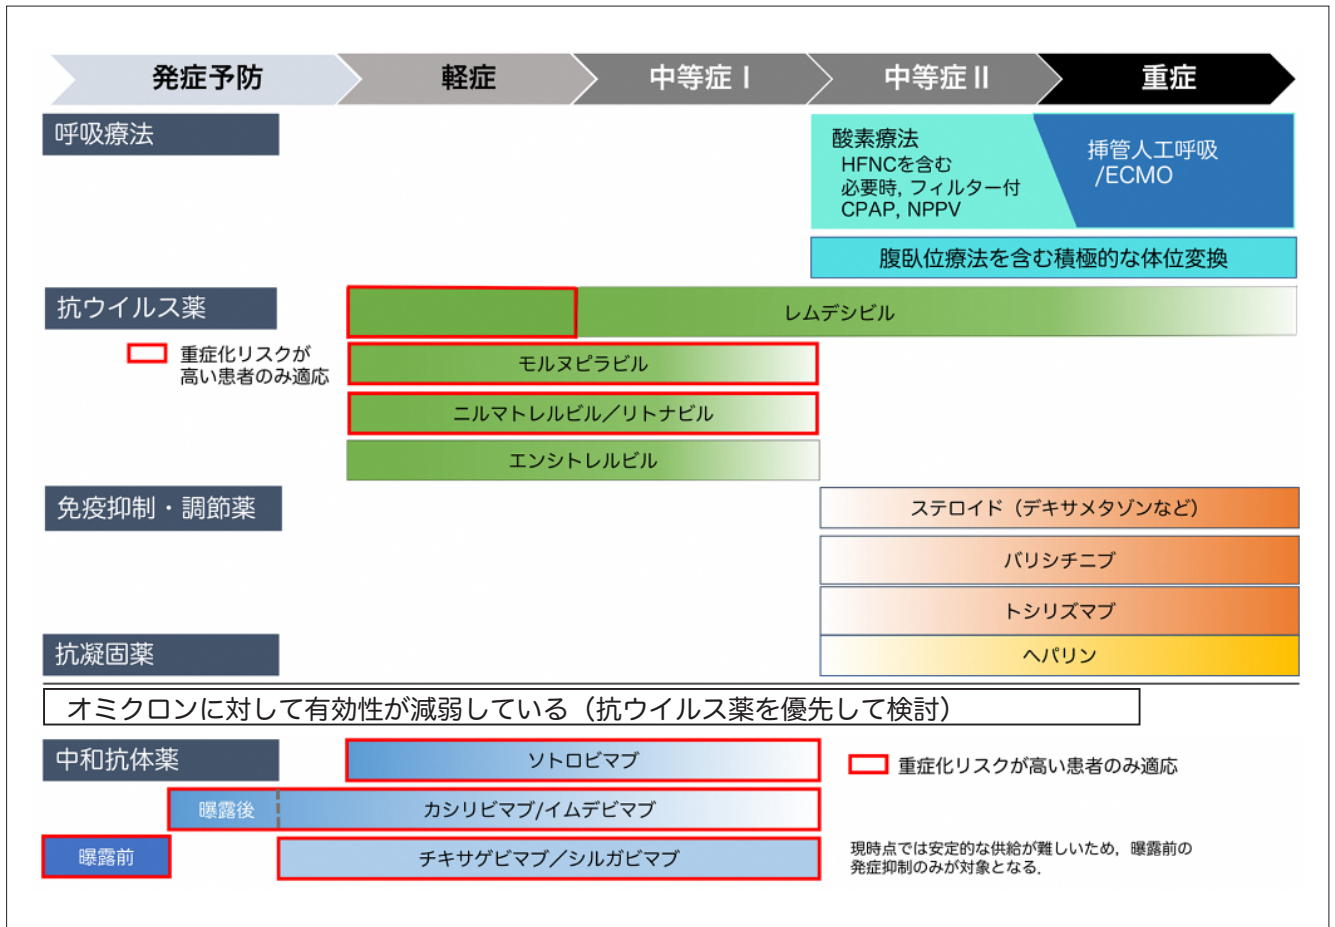 発症予防
軽症
中等症 I
中等症 II
重症
呼吸療法
酸素療法
HFNCを含む
必要時, フィルター付
CPAP, NPPV
挿管人工呼吸
/ECMO
腹臥位療法を含む積極的な体位変換
抗ウイルス薬
重症化リスクが
高い患者のみ適応
レムデシビル
モルヌピラビル
ニルマトレルビル／リトナビル
エンシトレルビル
免疫抑制・調節薬
ステロイド（デキサメタゾンなど）
バリシチニブ
トシリズマブ
抗凝固薬
ヘパリン
オミクロンに対して有効性が減弱している（抗ウイルス薬を優先して検討）
中和抗体薬
ソトロビマブ
重症化リスクが高い患者のみ適応
曝露後
カシリビマブ/イムデビマブ
曝露前
チキサゲビマブ／シルガビマブ
現時点では安定的な供給が難しいため，曝露前の
発症抑制のみが対象となる．